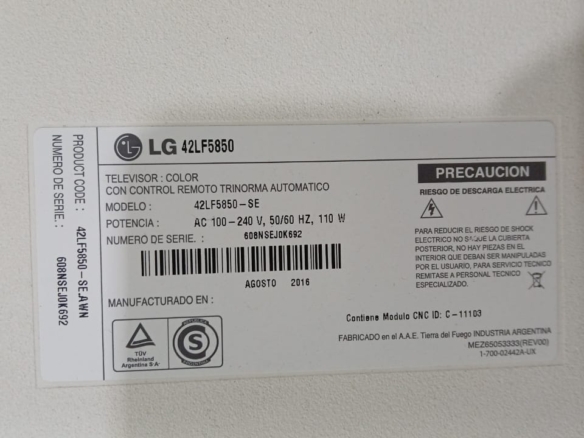 LG 42LF5850
TELEVISOR : COLOR
CON CONTROL REMOTO TRINORMA AUTOMATICO
MODELO : 42LF5850-SE
POTENCIA : AC 100-240 V, 50/60 HZ, 110 W
NUMERO DE SERIE. : 608NSEJ0K692
AGOSTO 2016
MANUFACTURADO EN :
TÜV
Rheinland
Argentina S.A.
S
PRECAUCION
RIESGO DE DESCARGA ELECTRICA
PARA REDUCIR EL RIESGO DE SHOCK
ELECTRICO NO SAQUE LA CUBIERTA
POSTERIOR, NO HAY PIEZAS EN EL
INTERIOR QUE DEBAN SER MANIPULADAS
POR EL USUARIO, PARA SERVICIO TÉCNICO
REMITASE A PERSONAL TECNICO
ESPECIALIZADO.
Contiene Modulo CNC ID: C-11103
FABRICADO en el A.A.E. Tierra del Fuego INDUSTRIA ARGENTINA
MEZ65053333(REV00)
1-700-02442A-UX
PRODUCT CODE : 42LF5850-SE.AWN
NUMERO DE SERIE. : 608NSEJ0K692